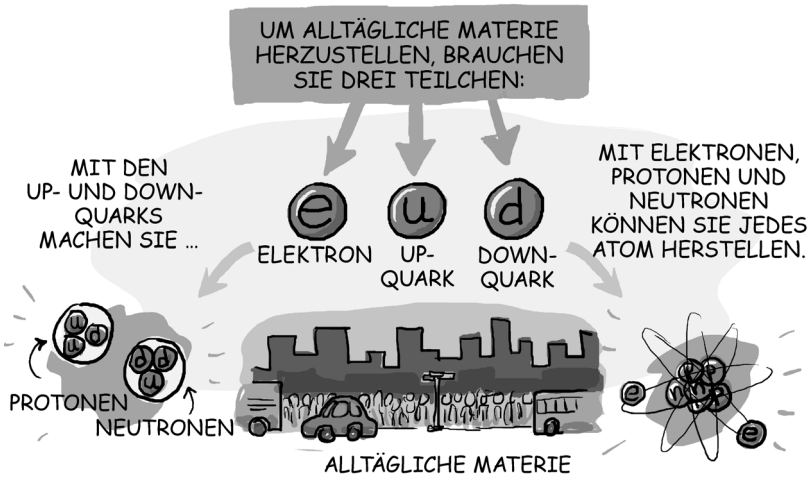 UM ALLTÄGLICHE MATERIE
HERZUSTELLEN, BRAUCHEN
SIE DREI TEILCHEN:
MIT DEN
UP- UND DOWN-
QUARKS
MACHEN SIE ...
e
u
d
ELEKTRON
UP-
QUARK
DOWN-
QUARK
MIT ELEKTRONEN,
PROTONEN UND
NEUTRONEN
KÖNNEN SIE JEDES
ATOM HERSTELLEN.
u
d
u
d
d
u
PROTONEN
NEUTRONEN
ALLTÄGLICHE MATERIE
e
e